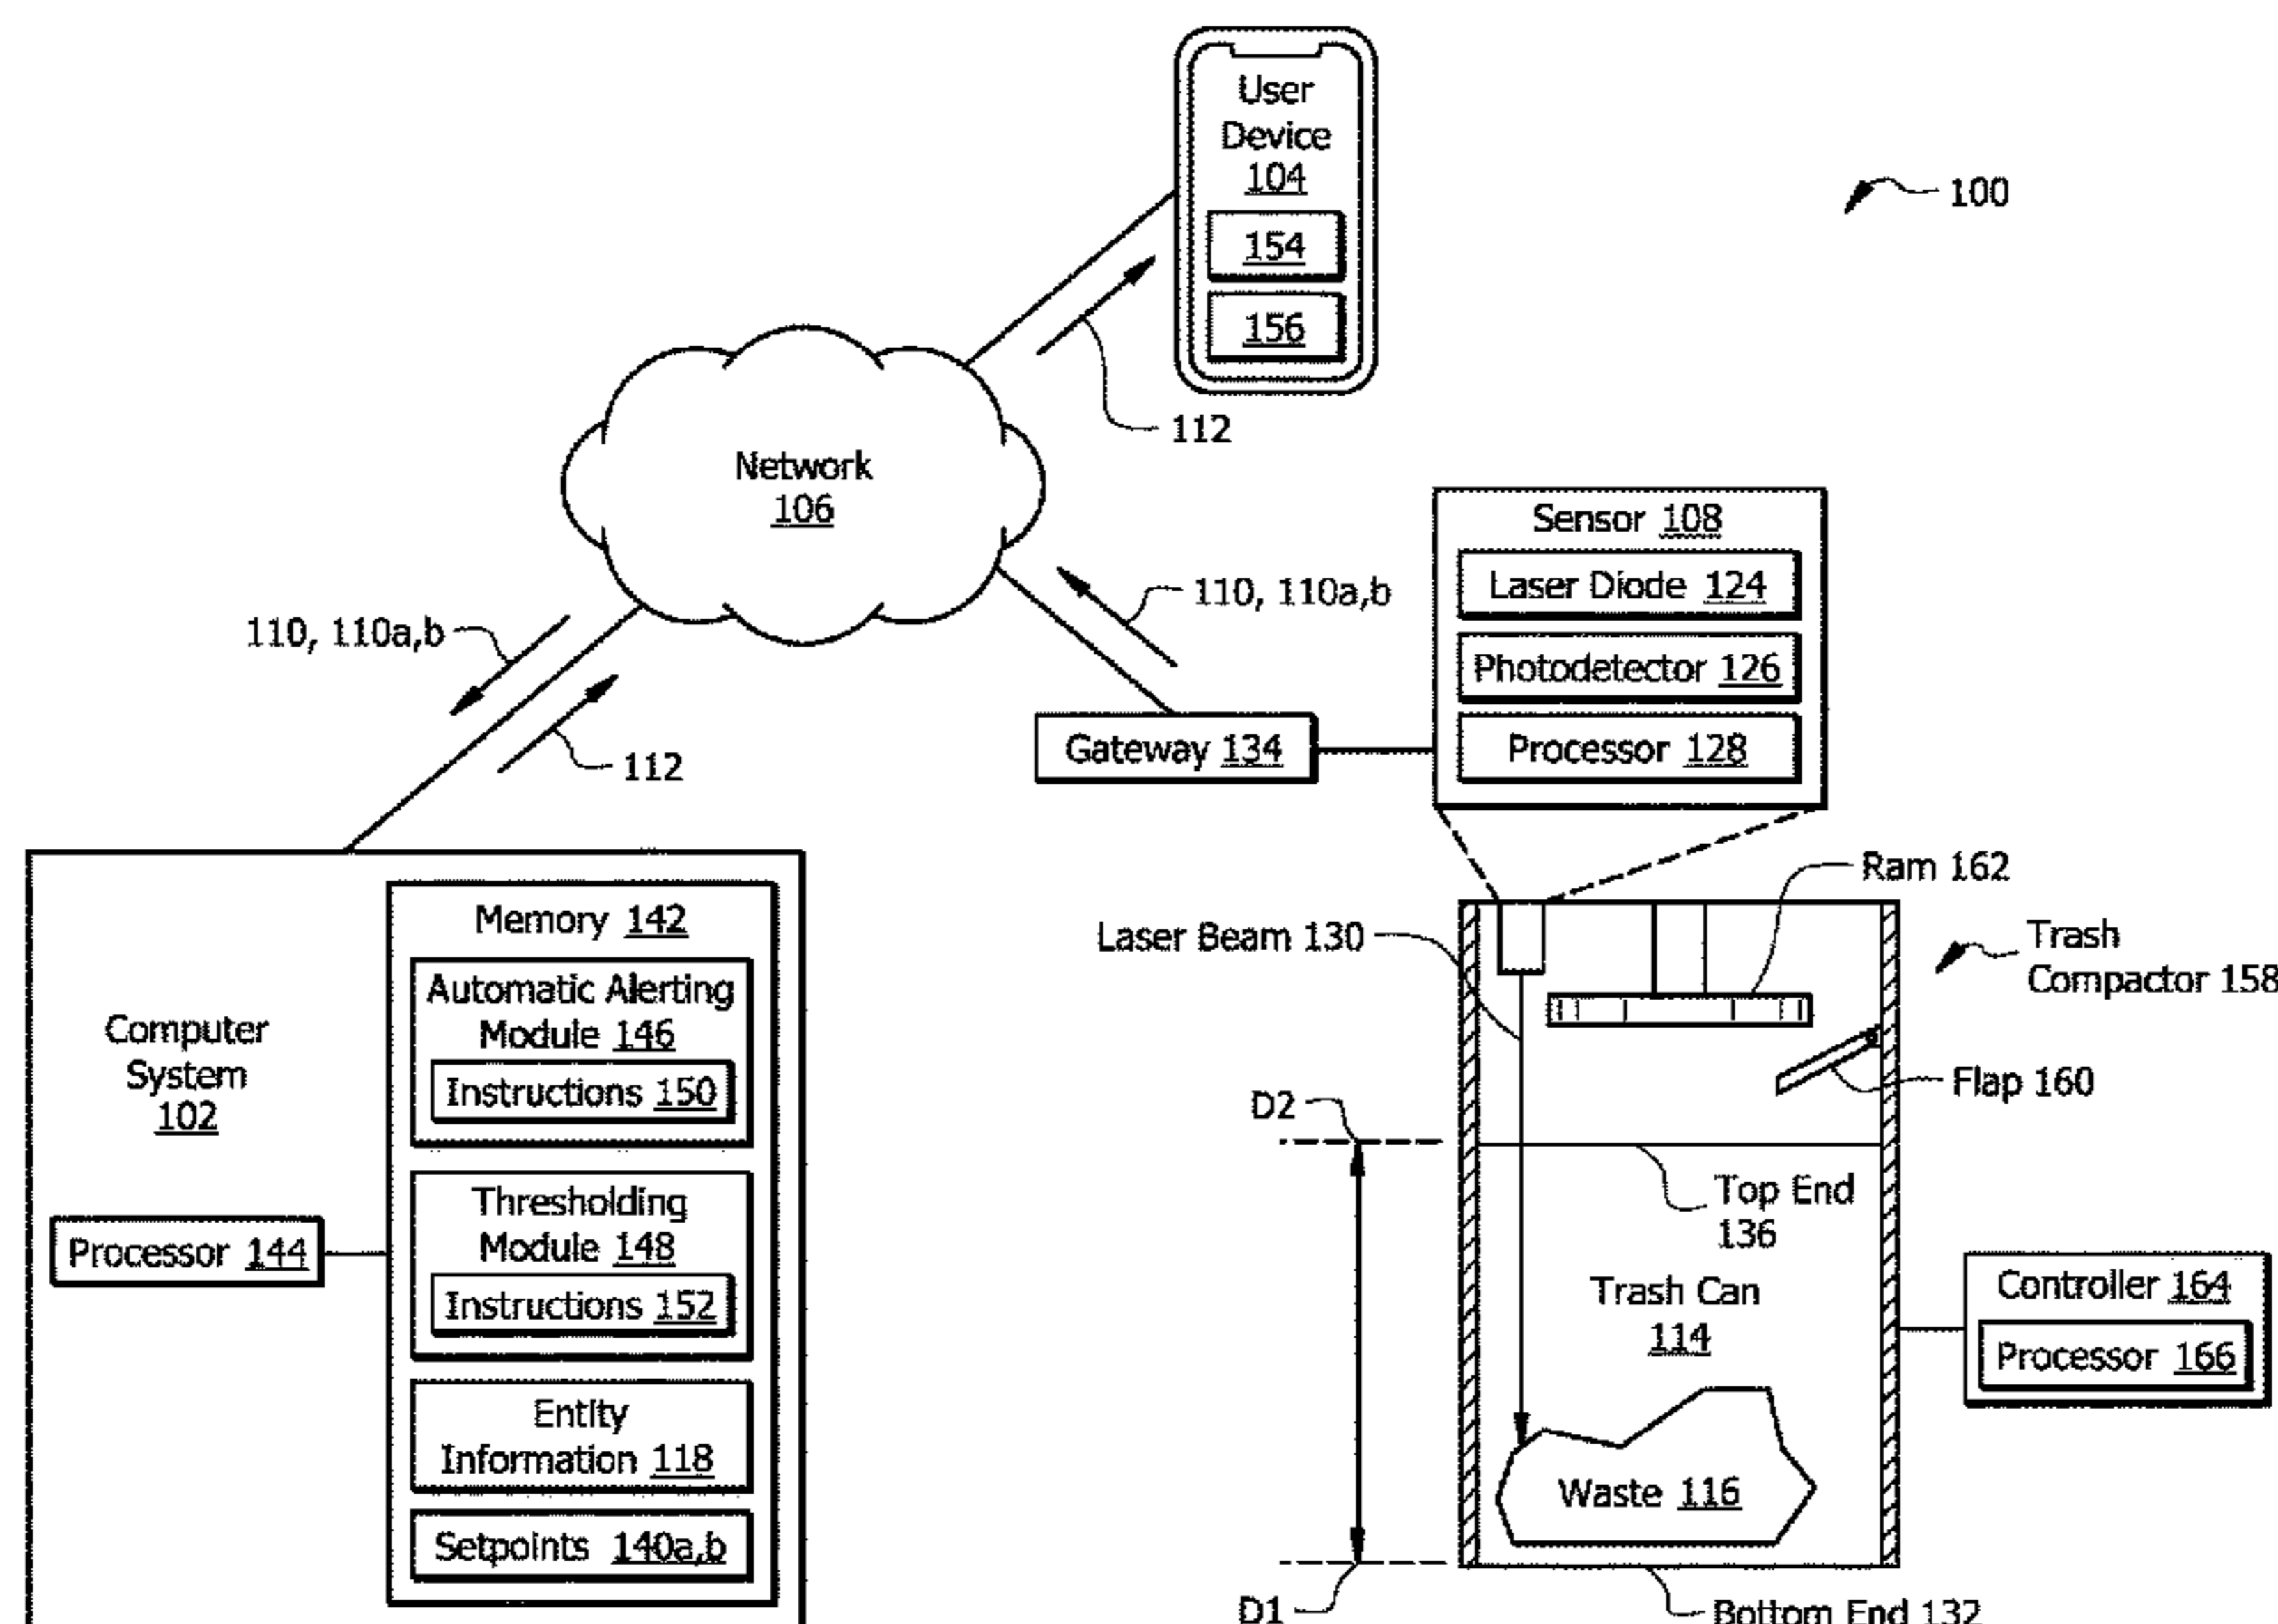 User
Device
104
154
156
100
112
Network
106
110, 110a,b
110, 110a,b
112
Sensor 108
Laser Diode 124
Photodetector 126
Processor 128
Gateway 134
Computer
System
102
Processor 144
Memory 142
Automatic Alerting
Module 146
Instructions 150
Thresholding
Module 148
Instructions 152
Entity
Information 118
Setpoints 140a,b
Ram 162
Laser Beam 130
Trash
Compactor 158
Flap 160
D2
Top End
136
Trash Can
114
Controller 164
Processor 166
Waste 116
D1
Bottom End 132